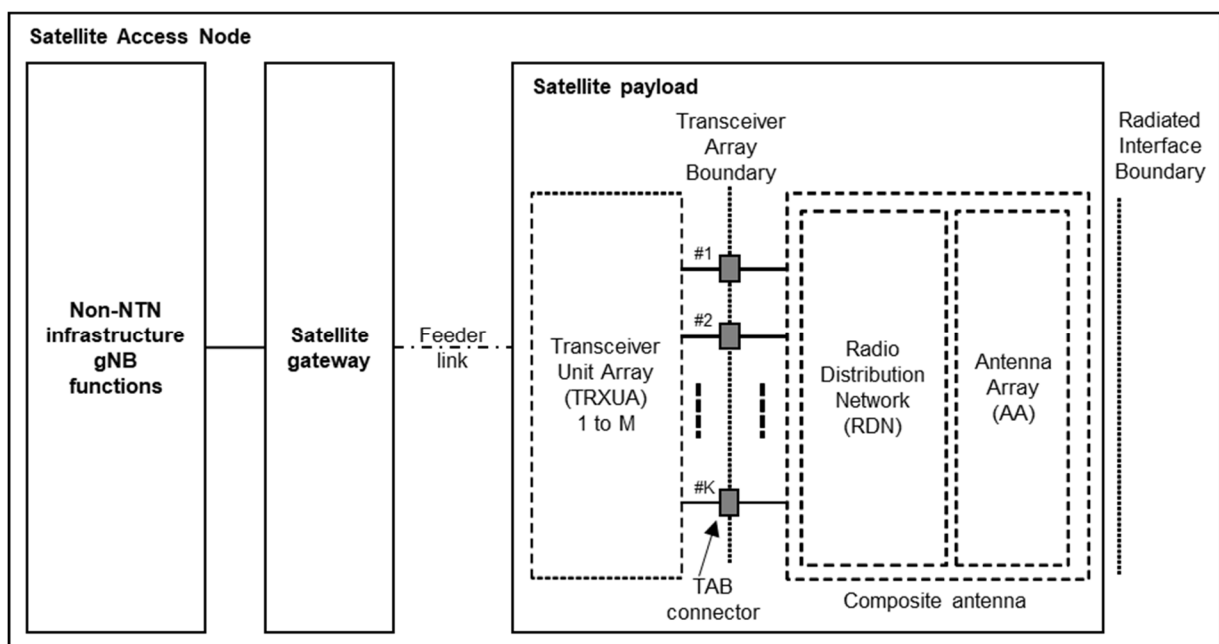 Satellite Access Node
Non-NTN
infrastructure
gNB
functions
Satellite
gateway
Feeder
link
Satellite payload
Transceiver
Array
Boundary
Transceiver
Unit Array
(TRXUA)
1 to M
#1
#2
#K
TAB
connector
Radio
Distribution
Network
(RDN)
Antenna
Array
(AA)
Composite antenna
Radiated
Interface
Boundary